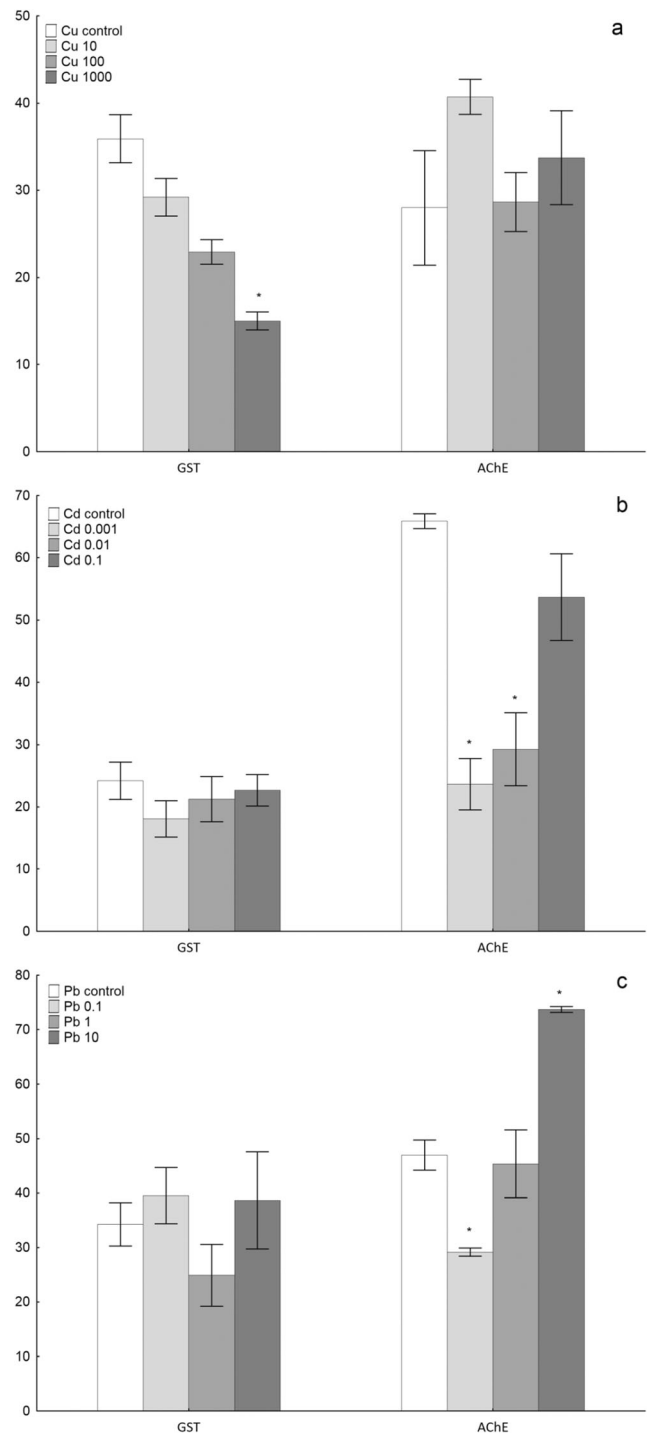 a
50
40
30
20
10
0
Cu control
Cu 10
Cu 100
Cu 1000
*
GST AChE
b
70
60
50
40
30
20
10
0
Cd control
Cd 0.001
Cd 0.01
Cd 0.1
* *
GST AChE
c
80
70
60
50
40
30
20
10
0
Pb control
Pb 0.1
Pb 1
Pb 10
* *
GST AChE